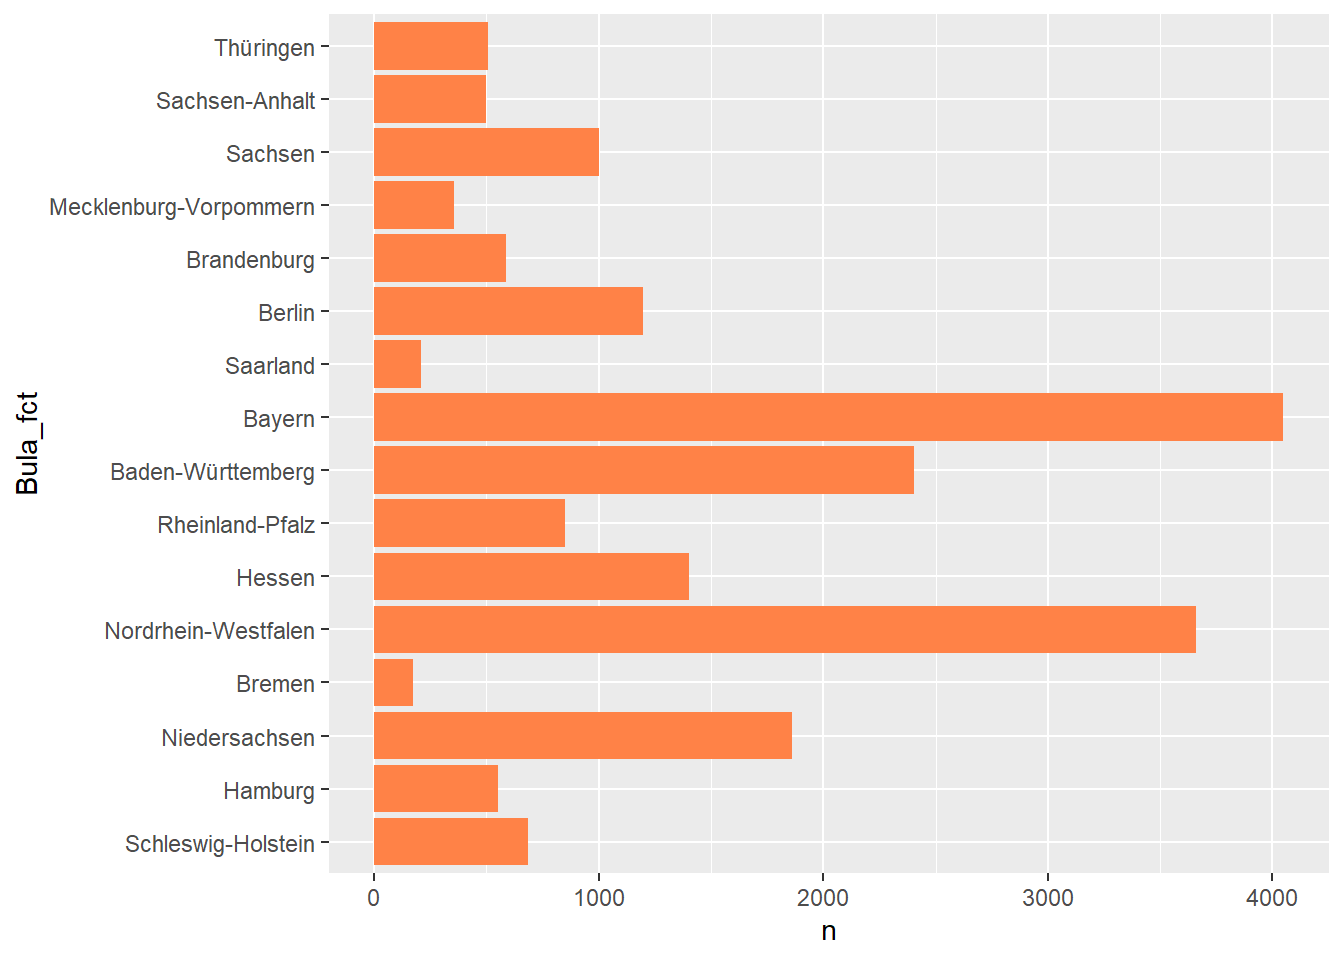 Thüringen
Sachsen-Anhalt
Sachsen
Mecklenburg-Vorpommern
Brandenburg
Berlin
Saarland
Bayern
Baden-Württemberg
Rheinland-Pfalz
Hessen
Nordrhein-Westfalen
Bremen
Niedersachsen
Hamburg
Schleswig-Holstein
Bula_fct
0 1000 2000 3000 4000
n